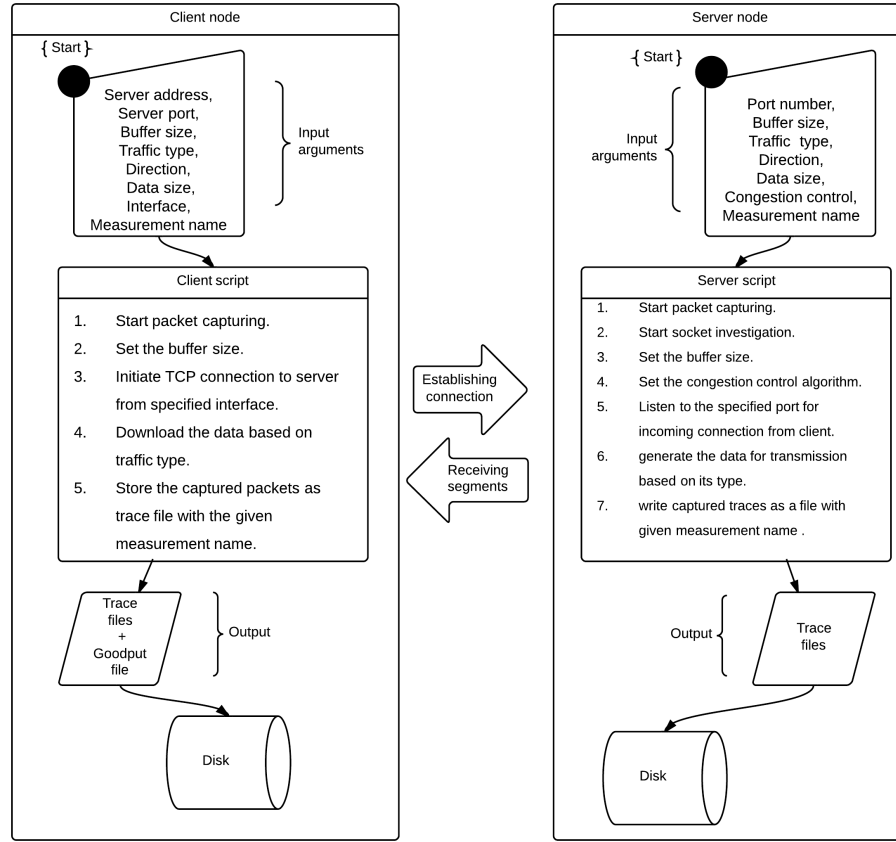 Client node
{ Start }
Server address,
Server port,
Buffer size,
Traffic type,
Direction,
Data size,
Interface,
Measurement name
Input
arguments
Client script
1. Start packet capturing.
2. Set the buffer size.
3. Initiate TCP connection to server
from specified interface.
4. Download the data based on
traffic type.
5. Store the captured packets as
trace file with the given
measurement name.
Trace
files
+
Goodput
file
Output
Disk
Establishing
connection
Receiving
segments
Server node
{ Start }
Port number,
Buffer size,
Traffic type,
Direction,
Data size,
Congestion control,
Measurement name
Input
arguments
Server script
1. Start packet capturing.
2. Start socket investigation.
3. Set the buffer size.
4. Set the congestion control algorithm.
5. Listen to the specified port for
incoming connection from client.
6. generate the data for transmission
based on its type.
7. write captured traces as a file with
given measurement name .
Output
Trace
files
Disk